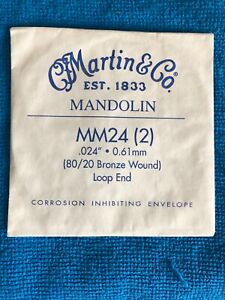 CF Martin & Co.
EST. 1833
MANDOLIN
MM24 (2)
.024" • 0.61mm
(80/20 Bronze Wound)
Loop End
CORROSION INHIBITING ENVELOPE